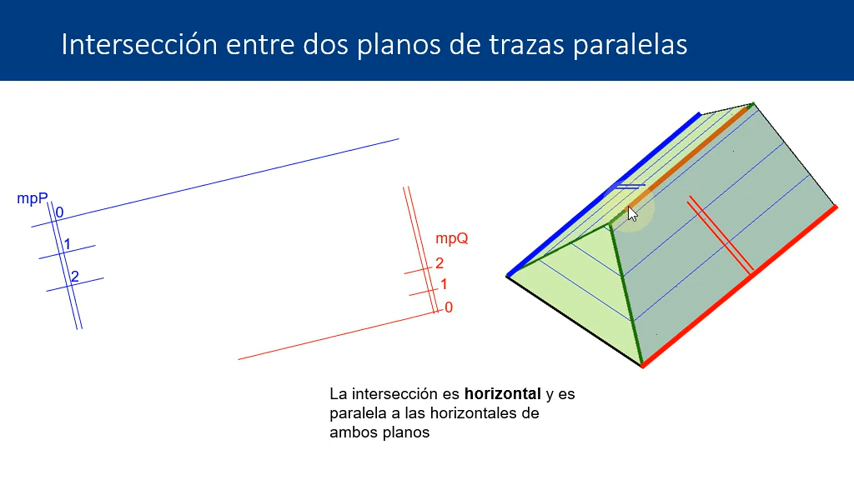 Intersección entre dos planos de trazas paralelas
mpP
0
1
2
mpQ
2
1
0
La intersección es horizontal y es
paralela a las horizontales de
ambos planos